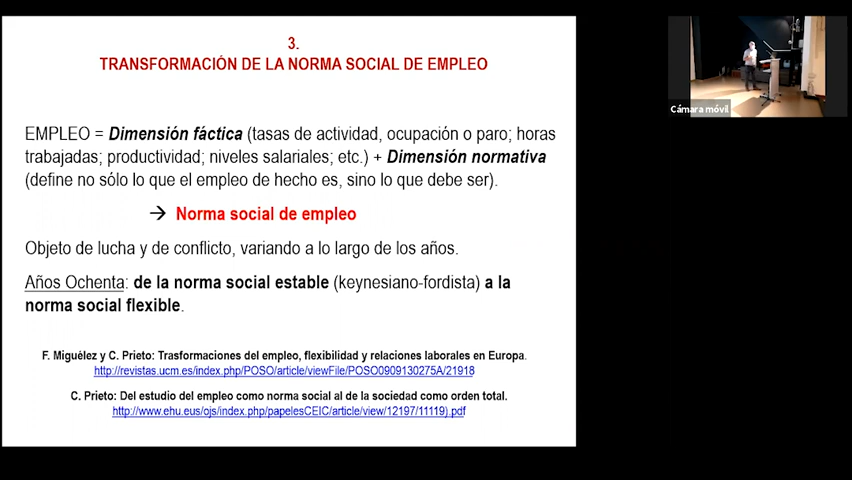 3.
TRANSFORMACIÓN DE LA NORMA SOCIAL DE EMPLEO
EMPLEO = Dimensión fáctica (tasas de actividad, ocupación o paro; horas
trabajadas; productividad; niveles salariales; etc.) + Dimensión normativa
(define no sólo lo que el empleo de hecho es, sino lo que debe ser).
→ Norma social de empleo
Objeto de lucha y de conflicto, variando a lo largo de los años.
Años Ochenta: de la norma social estable (keynesiano-fordista) a la
norma social flexible.
F. Miguélez y C. Prieto: Trasformaciones del empleo, flexibilidad y relaciones laborales en Europa.
http://revistas.ucm.es/index.php/POSO/article/viewFile/POSO0909130275A/21918
C. Prieto: Del estudio del empleo como norma social al de la sociedad como orden total.
http://www.ehu.eus/ojs/index.php/papelesCEIC/article/view/12197/11119).pdf
Cámara móvil